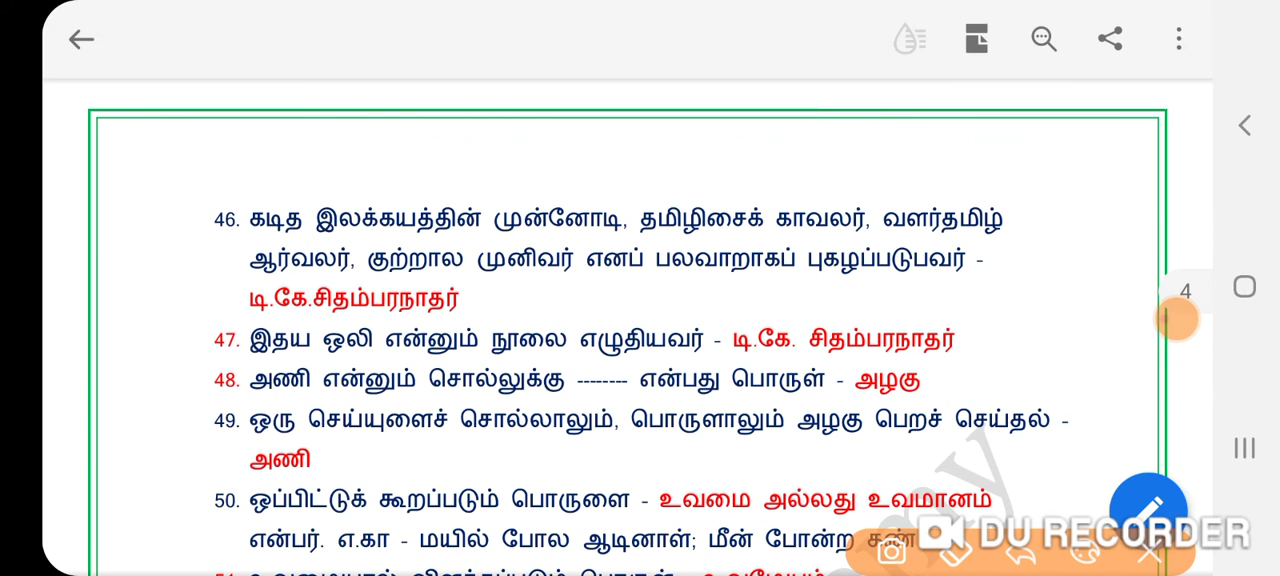 46. கடித இலக்கயத்தின் முன்னோடி, தமிழிசைக் காவலர், வளர்தமிழ்
ஆர்வலர், குற்றால முனிவர் எனப் பலவாறாகப் புகழப்படுபவர் -
டி.கே.சிதம்பரநாதர்
4
47. இதய ஒலி என்னும் நூலை எழுதியவர் - டி.கே. சிதம்பரநாதர்
48. அணி என்னும் சொல்லுக்கு -------- என்பது பொருள் - அழகு
49. ஒரு செய்யுளைச் சொல்லாலும், பொருளாலும் அழகு பெறச் செய்தல் -
அணி
50. ஒப்பிட்டுக் கூறப்படும் பொருளை - உவமை அல்லது உவமானம்
என்பர். எ.கா - மயில் போல ஆடினாள்; மீன் போன்ற கண்
DU RECORDER